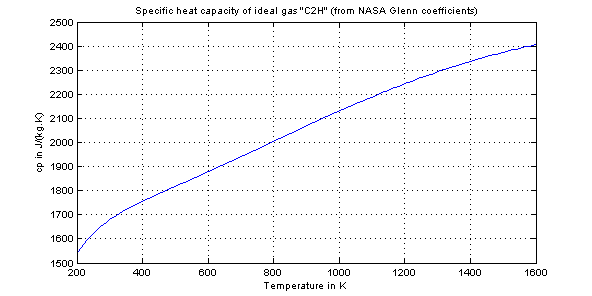 Specific heat capacity of ideal gas "C2H" (from NASA Glenn coefficients)
2500
2400
2300
2200
2100
2000
1900
1800
1700
1600
1500
cp in J/(kg.K)
200 400 600 800 1000 1200 1400 1600
Temperature in K